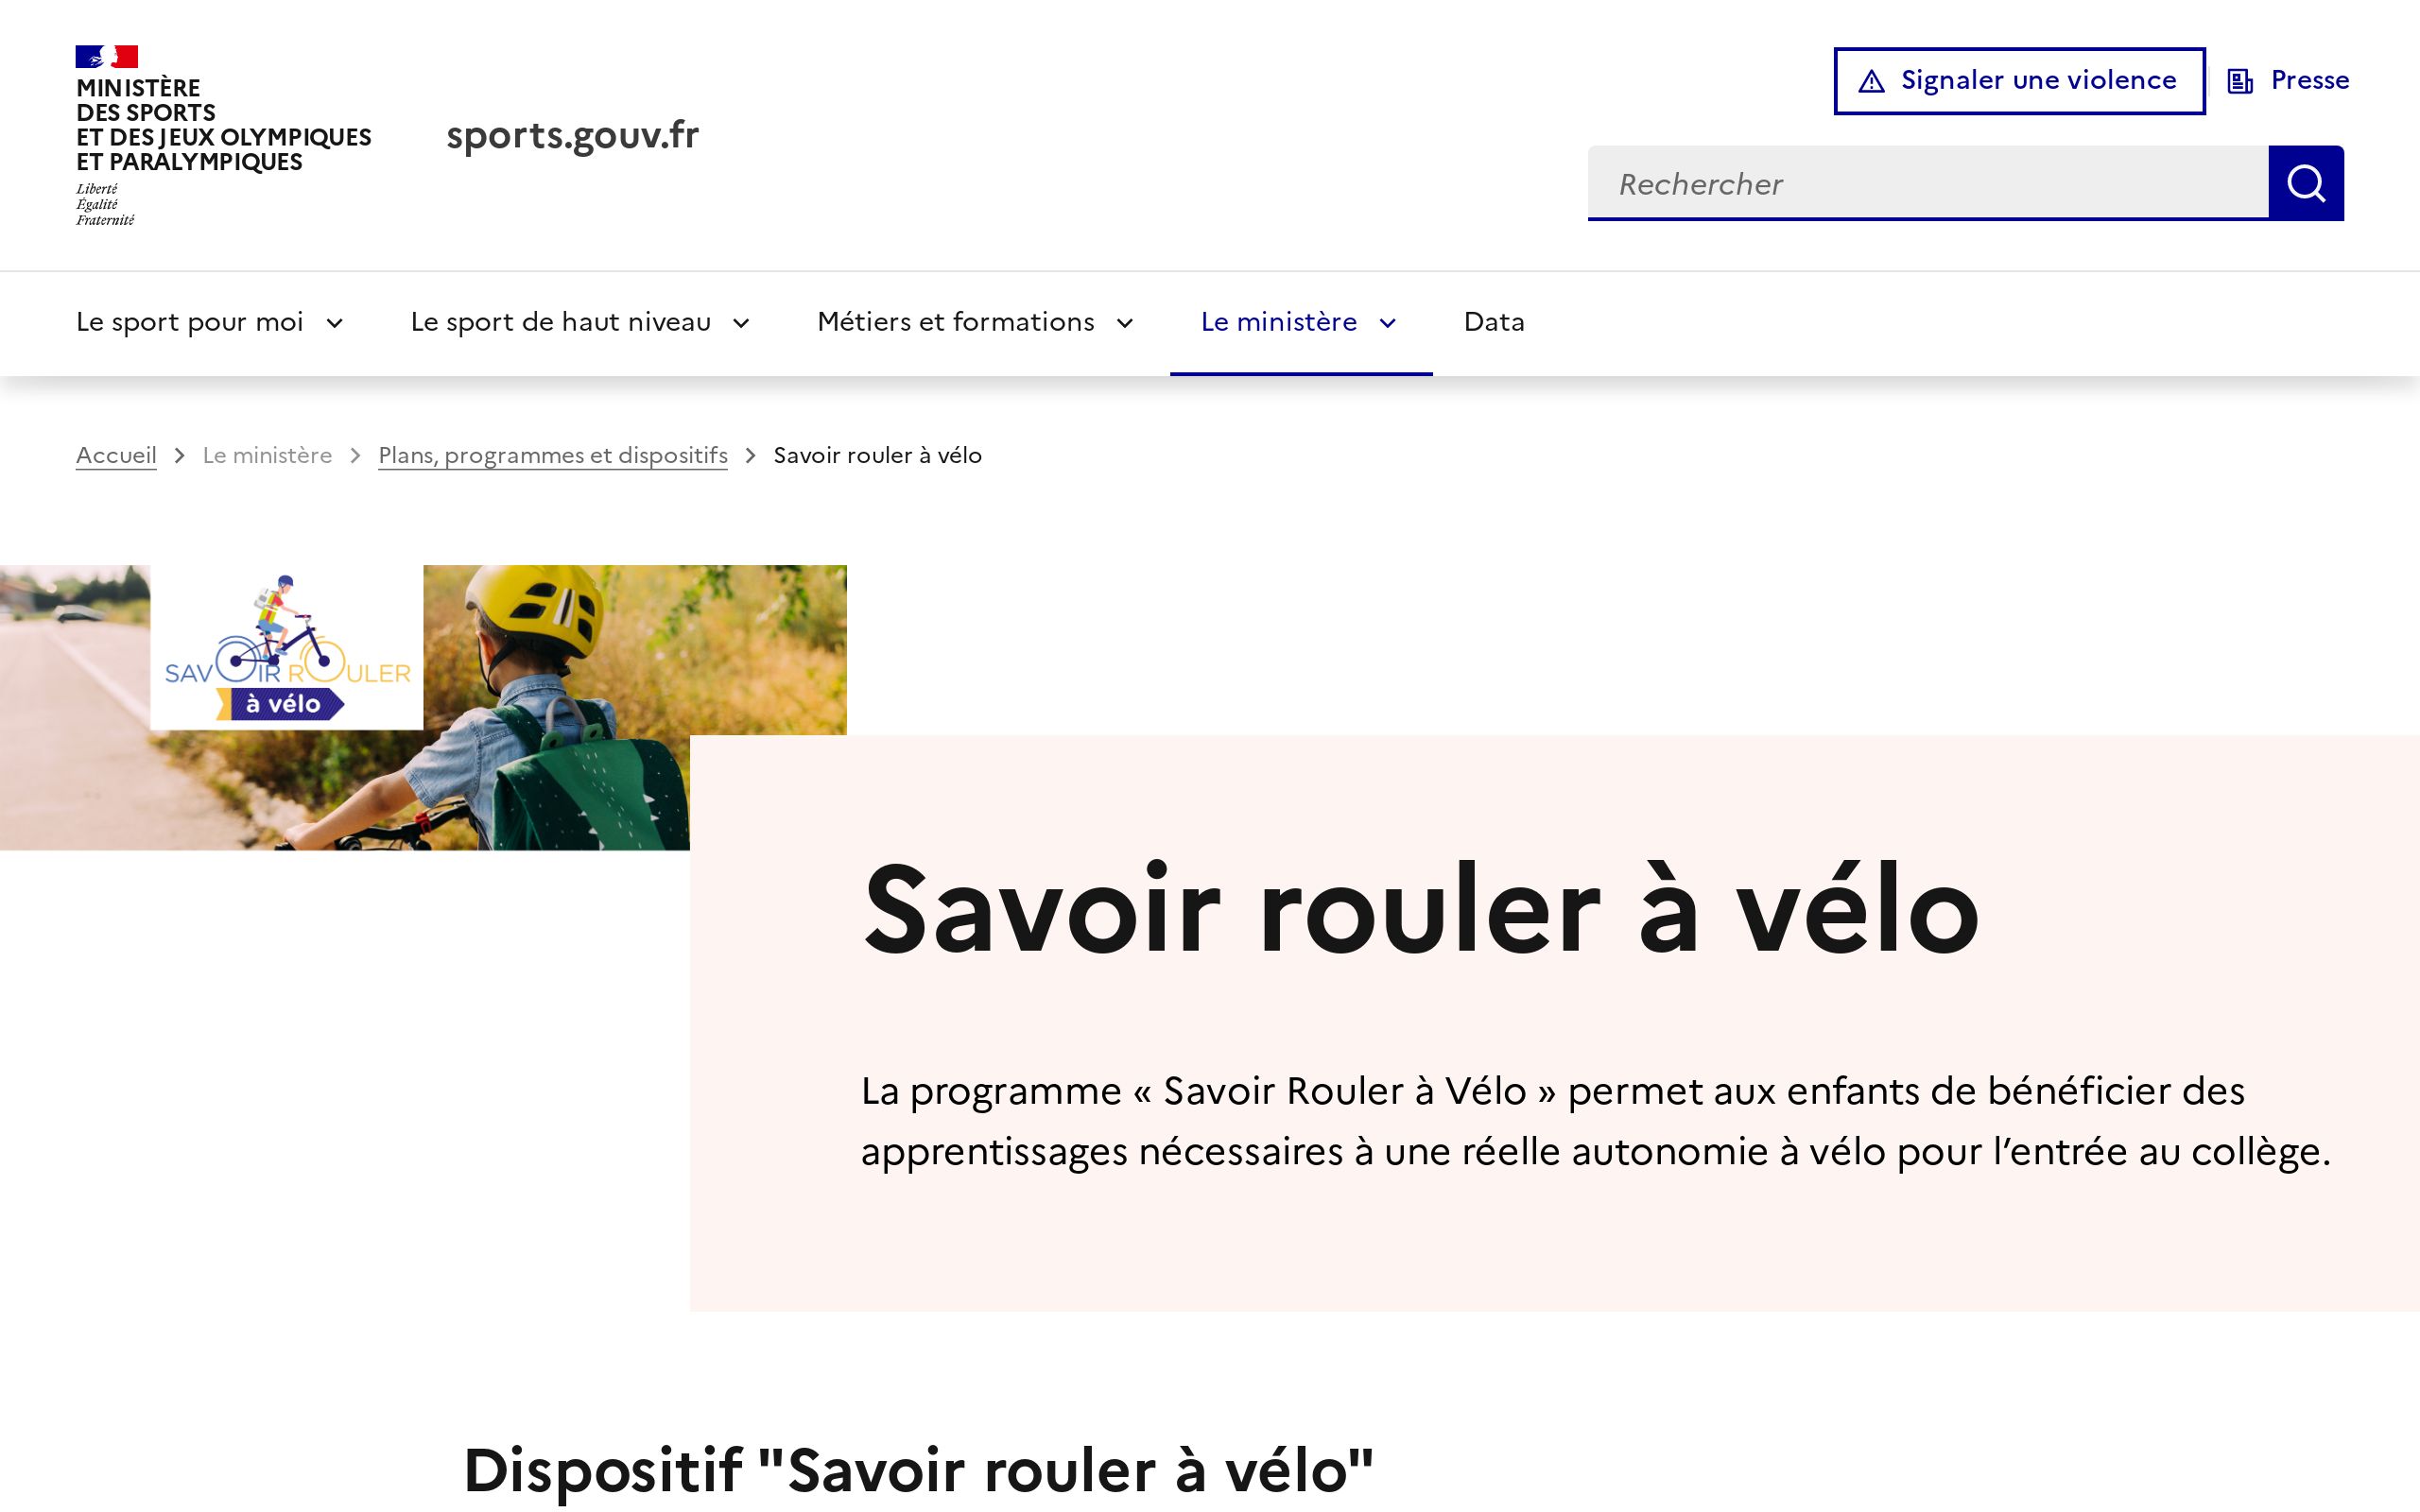 MINISTÈRE
DES SPORTS
ET DES JEUX OLYMPIQUES
ET PARALYMPIQUES
Liberté
Égalité
Fraternité
sports.gouv.fr
Signaler une violence
Presse
Rechercher
Le sport pour moi
Le sport de haut niveau
Métiers et formations
Le ministère
Data
Accueil > Le ministère > Plans, programmes et dispositifs > Savoir rouler à vélo
SAVOIR ROULER
à vélo
Savoir rouler à vélo
La programme « Savoir Rouler à Vélo » permet aux enfants de bénéficier des
apprentissages nécessaires à une réelle autonomie à vélo pour l’entrée au collège.
Dispositif "Savoir rouler à vélo"